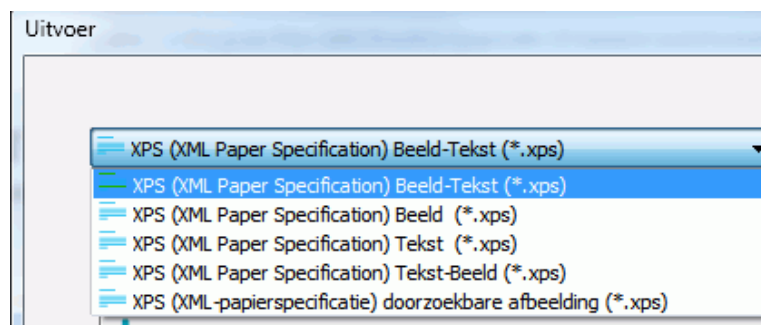 Uitvoer
XPS (XML Paper Specification) Beeld-Tekst (*.xps)
XPS (XML Paper Specification) Beeld-Tekst (*.xps)
XPS (XML Paper Specification) Beeld  (*.xps)
XPS (XML Paper Specification) Tekst  (*.xps)
XPS (XML Paper Specification) Tekst-Beeld (*.xps)
XPS (XML-papierspecificatie) doorzoekbare afbeelding (*.xps)